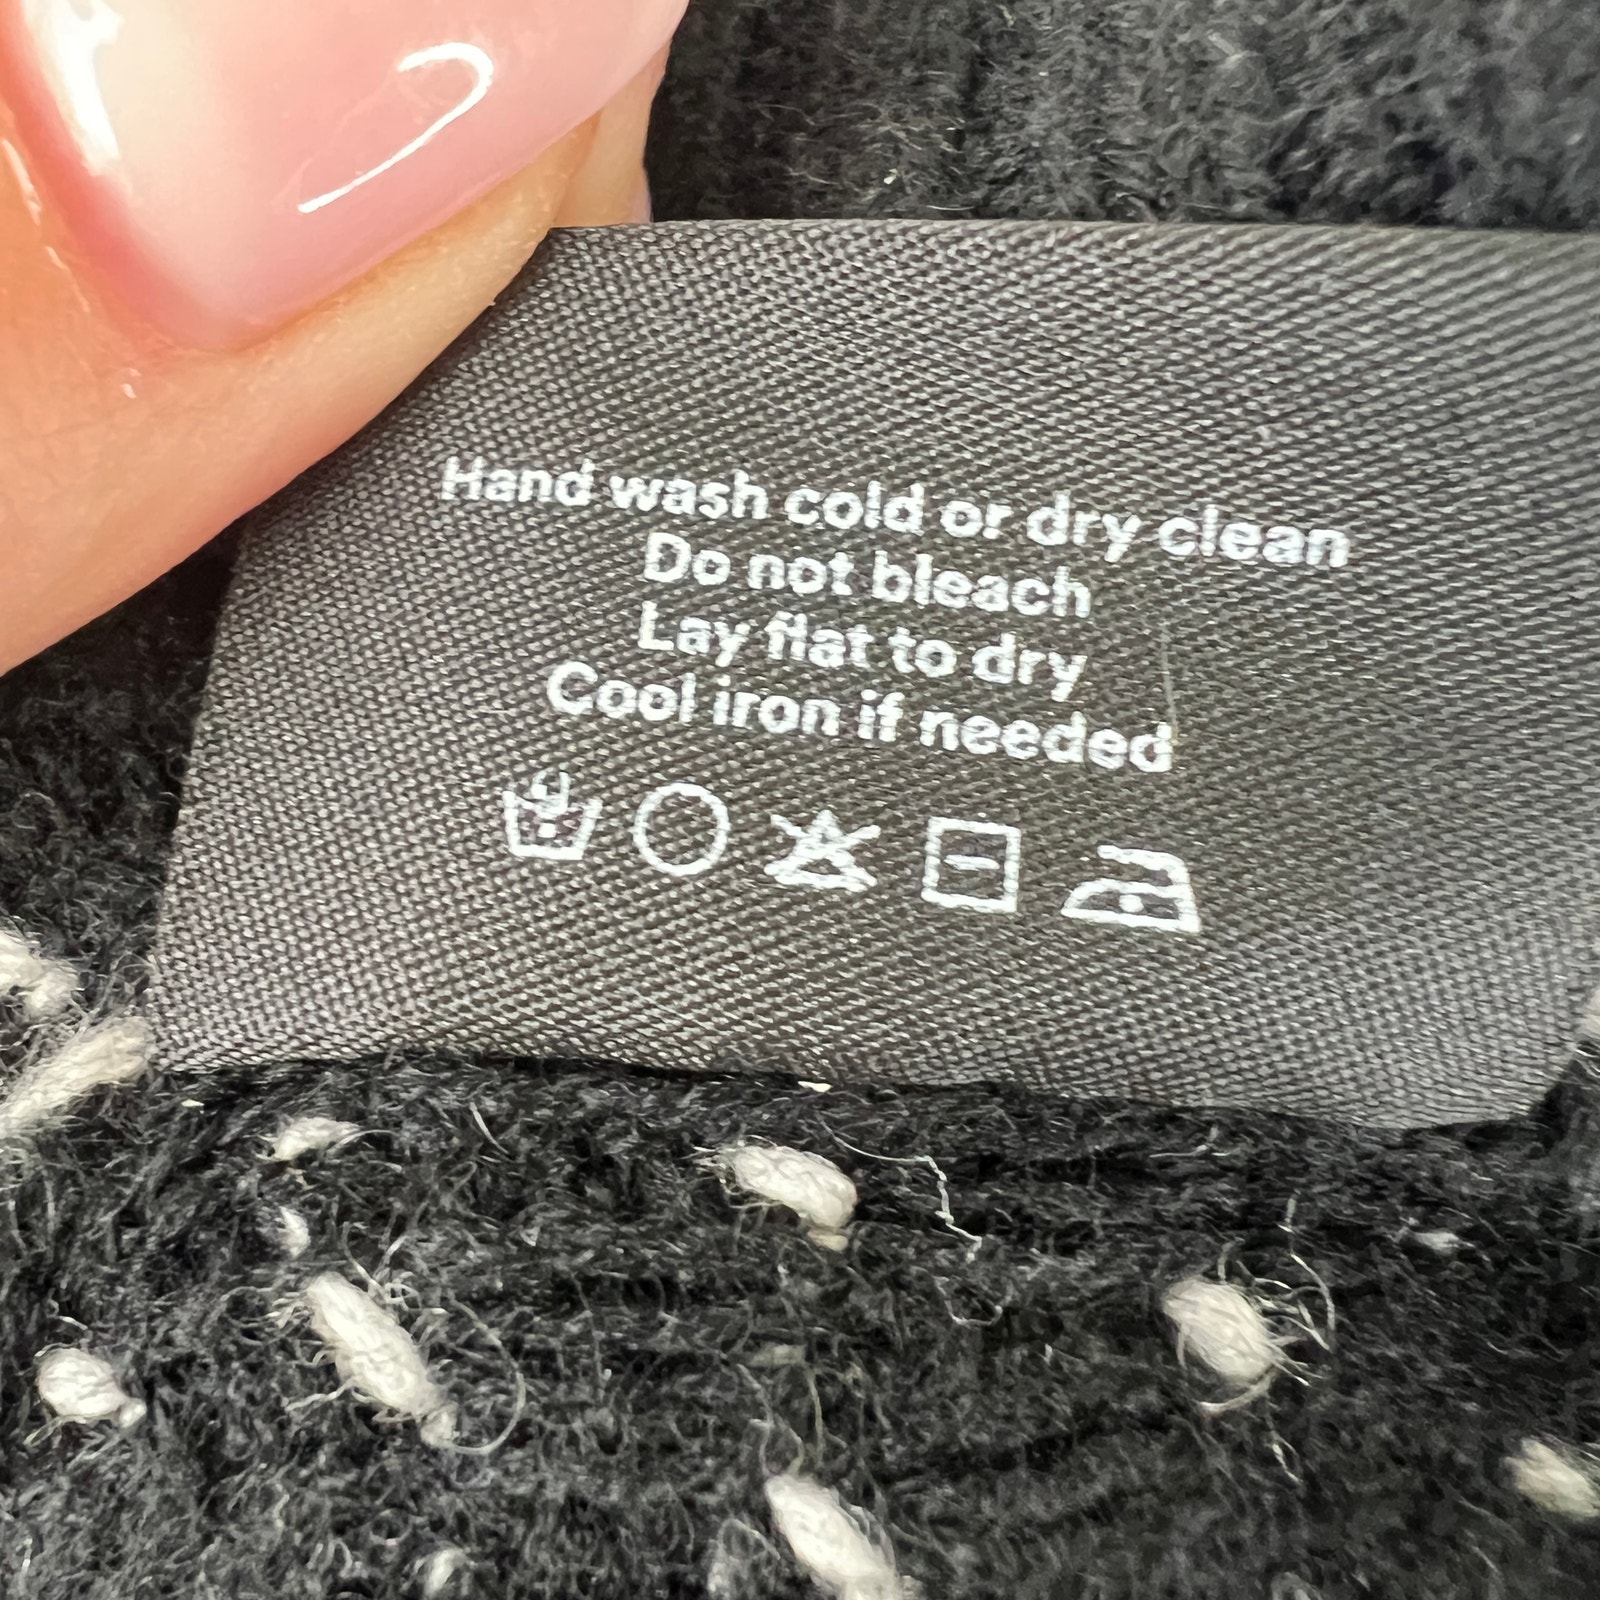 Hand wash cold or dry clean
Do not bleach
Lay flat to dry
Cool iron if needed